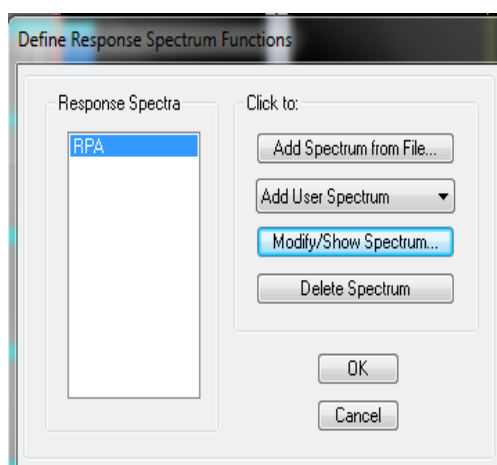 Define Response Spectrum Functions
Response Spectra
RPA
Click to:
Add Spectrum from File...
Add User Spectrum
Modify/Show Spectrum...
Delete Spectrum
OK
Cancel